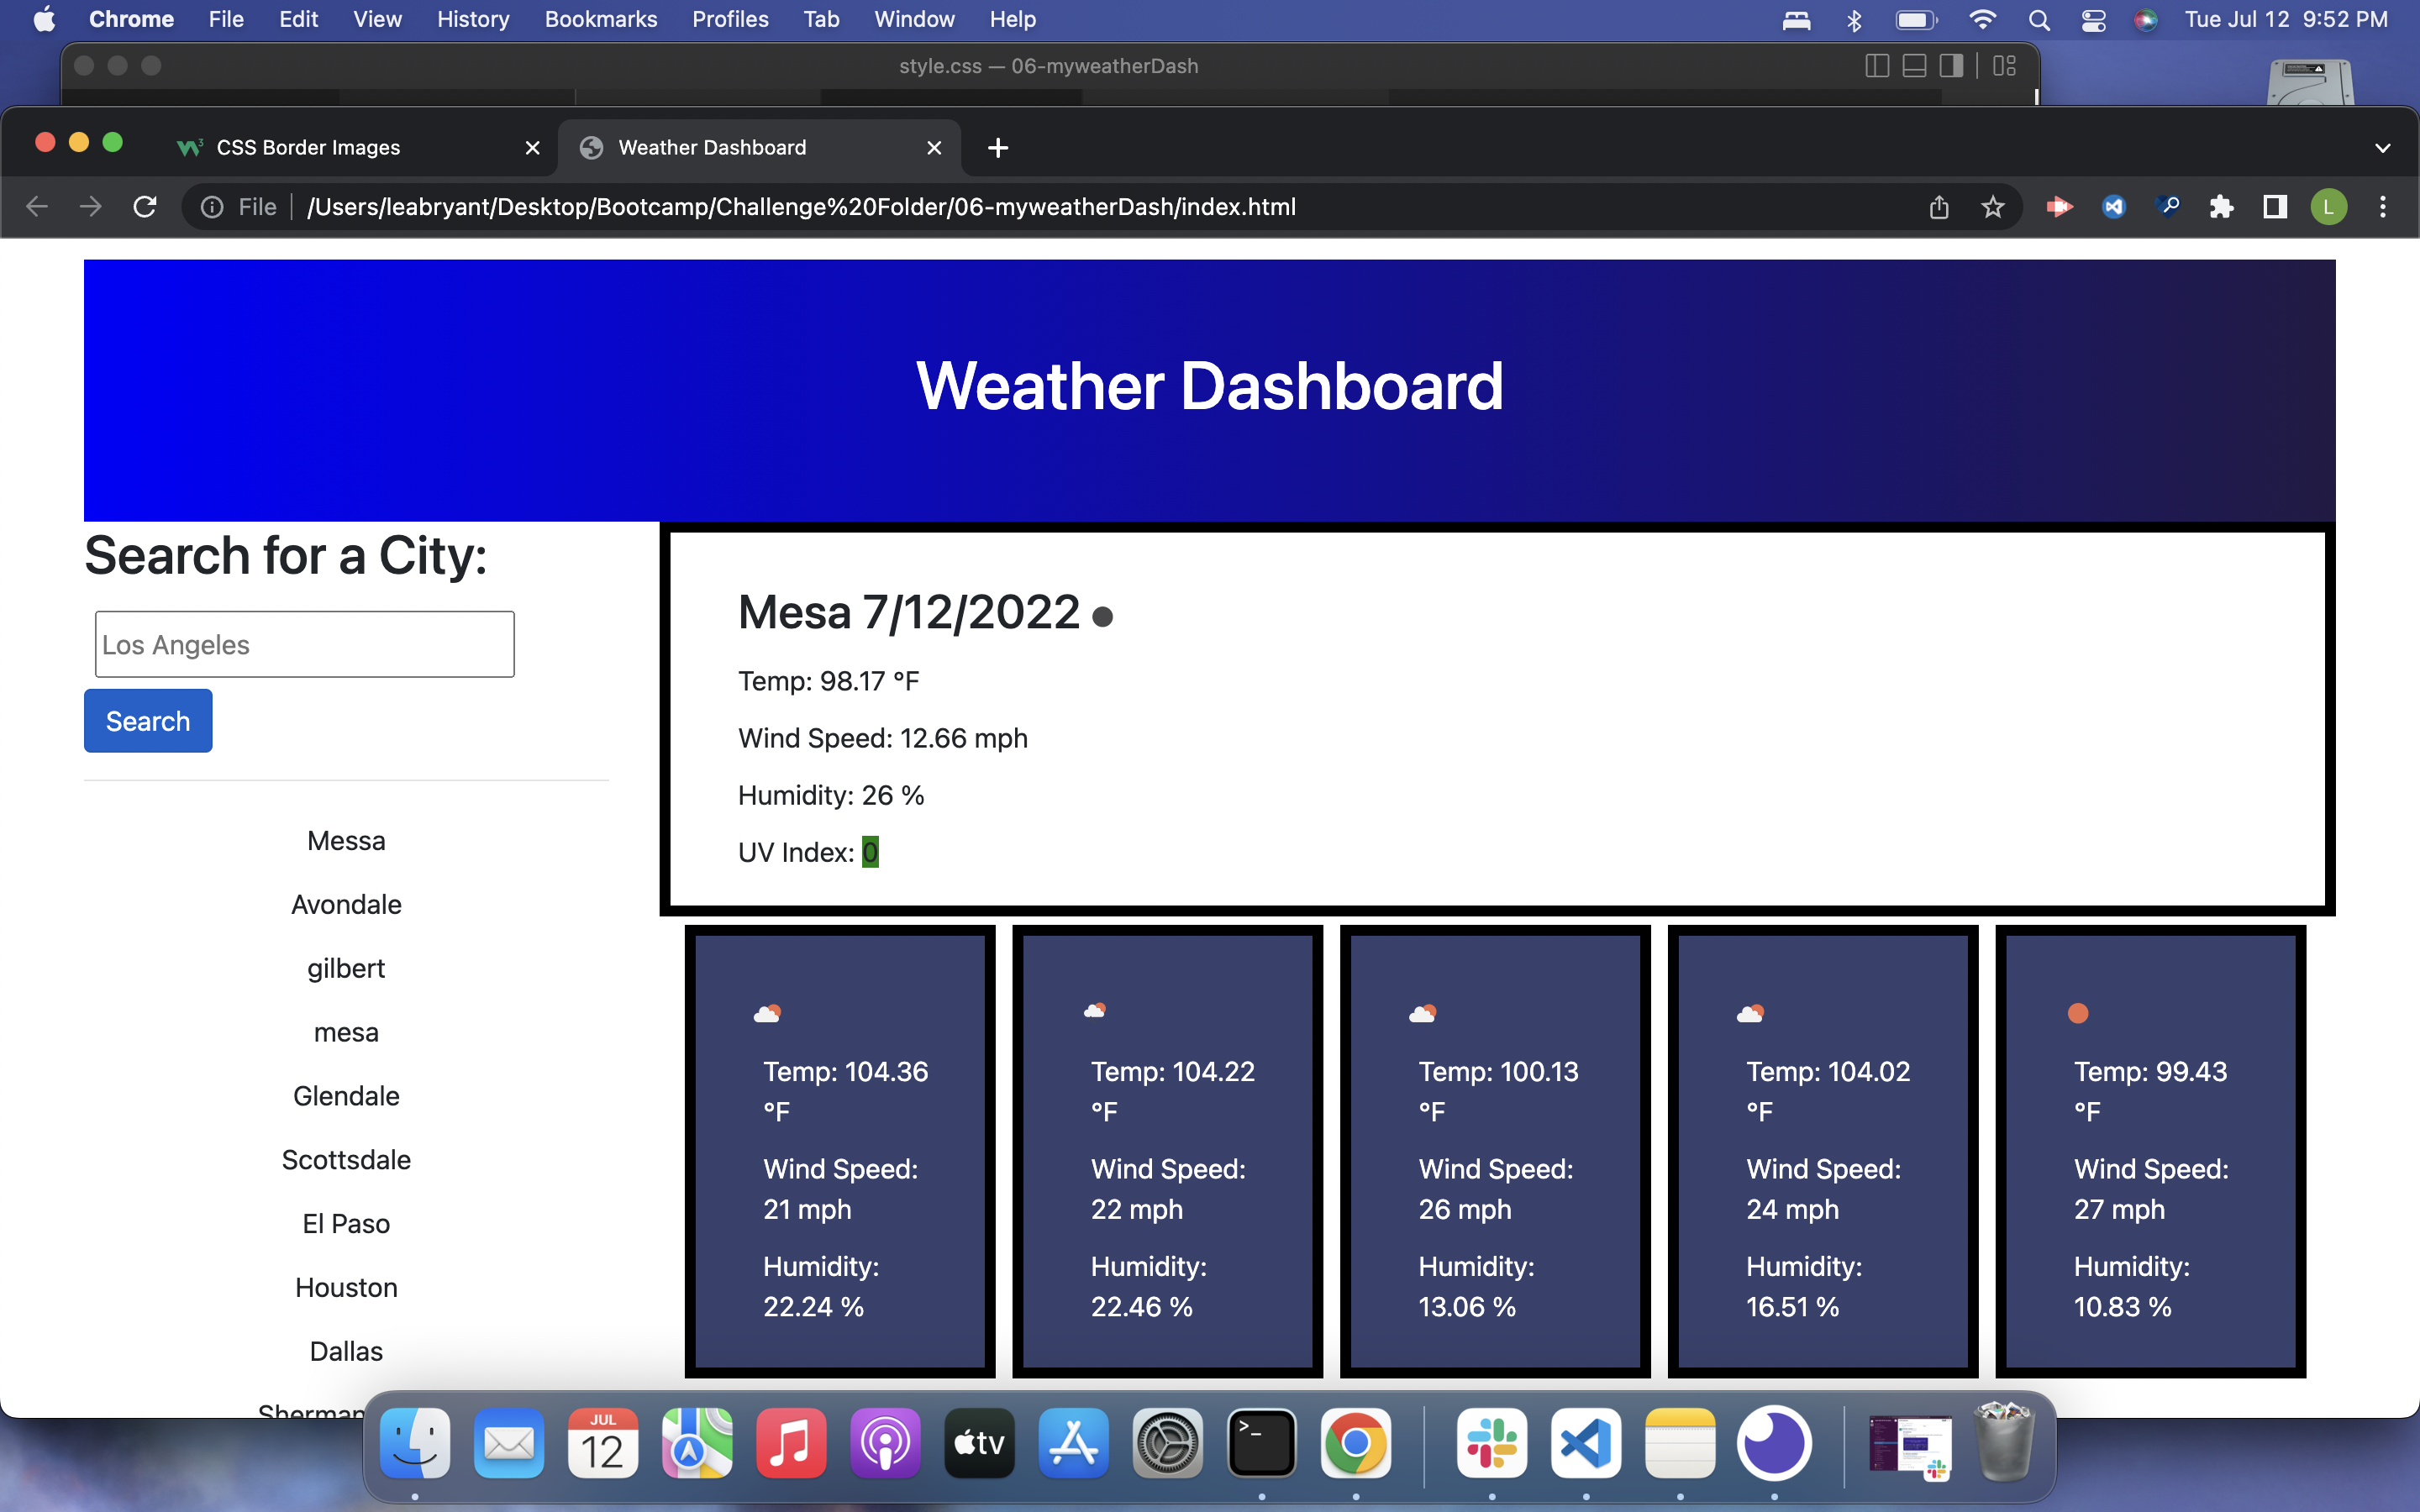 Chrome File Edit View History Bookmarks Profiles Tab Window Help Tue Jul 12 9:52 PM
style.css — 06-myweatherDash
CSS Border Images Weather Dashboard
File /Users/leabryant/Desktop/Bootcamp/Challenge%20Folder/06-myweatherDash/index.html L
Weather Dashboard
Search for a City:
Los Angeles
Search
Messa
Avondale
gilbert
mesa
Glendale
Scottsdale
El Paso
Houston
Dallas
Sherman
Mesa 7/12/2022
Temp: 98.17 °F
Wind Speed: 12.66 mph
Humidity: 26 %
UV Index: 0
Temp: 104.36
°F
Wind Speed:
21 mph
Humidity:
22.24 %
Temp: 104.22
°F
Wind Speed:
22 mph
Humidity:
22.46 %
Temp: 100.13
°F
Wind Speed:
26 mph
Humidity:
13.06 %
Temp: 104.02
°F
Wind Speed:
24 mph
Humidity:
16.51 %
Temp: 99.43
°F
Wind Speed:
27 mph
Humidity:
10.83 %
JUL
12
tv